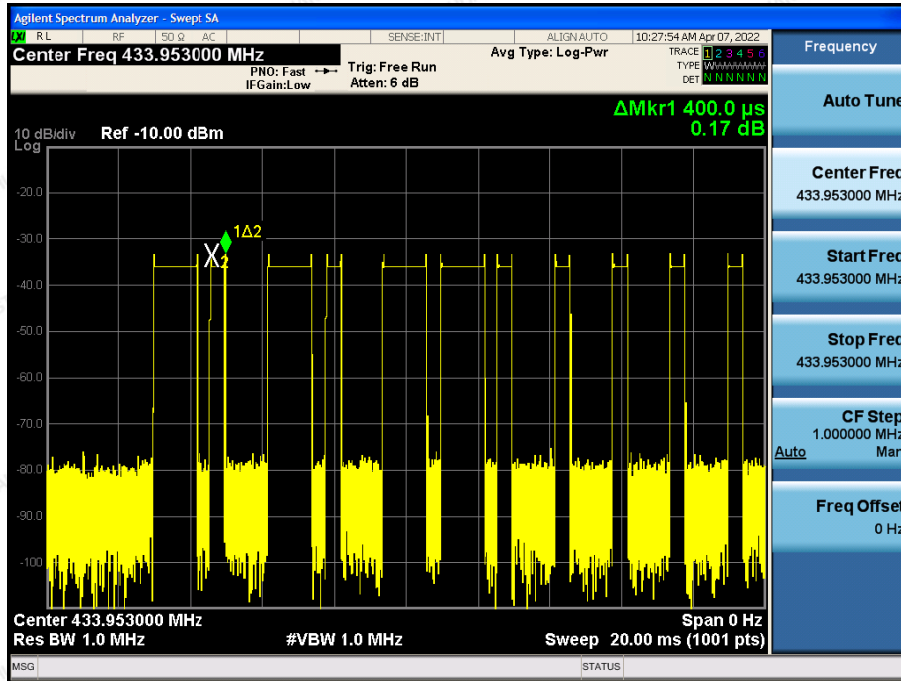 Agilent Spectrum Analyzer - Swept SA
LXI RL RF 50 Ω AC SENSE:INT ALIGN AUTO 10:27:54 AM Apr 07, 2022
Center Freq 433.953000 MHz
PNO: Fast
IFGain:Low
Trig: Free Run
Atten: 6 dB
Avg Type: Log-Pwr
TRACE 1 2 3 4 5 6
TYPE WWWWWW
DET N N N N N N
ΔMkr1 400.0 µs
0.17 dB
10 dB/div Ref -10.00 dBm
Log
-20.0
-30.0
-40.0
-50.0
-60.0
-70.0
-80.0
-90.0
-100
1Δ2
X2
Center 433.953000 MHz Span 0 Hz
Res BW 1.0 MHz #VBW 1.0 MHz Sweep 20.00 ms (1001 pts)
MSG STATUS
Frequency
Auto Tune
Center Freq
433.953000 MHz
Start Freq
433.953000 MHz
Stop Freq
433.953000 MHz
CF Step
1.000000 MHz
Auto Man
Freq Offset
0 Hz